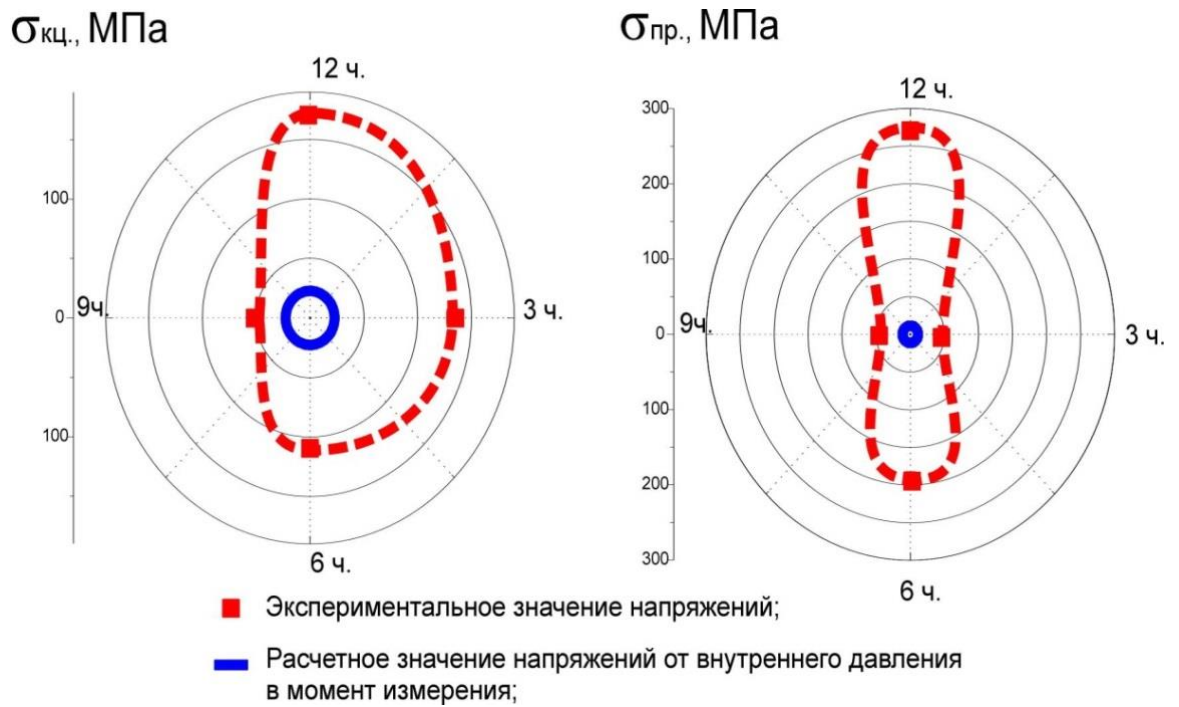 σкц., МПа
12 ч.
100
0
100
9ч.
3 ч.
6 ч.
σпр., МПа
12 ч.
300
200
100
0
100
200
300
9ч.
3 ч.
6 ч.
Экспериментальное значение напряжений;
Расчетное значение напряжений от внутреннего давления
в момент измерения;